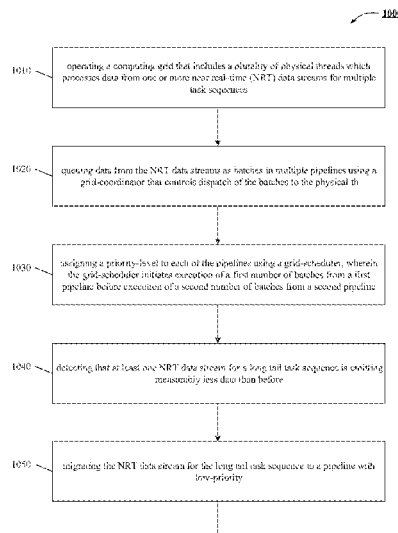 100
1010
operating a computing grid that includes a plurality of physical threads which
processes data from one or more near real-time (NRT) data streams for multiple
task sequences
1020
queuing data from the NRT data streams as batches in multiple pipelines using a
grid-coordinator that controls dispatch of the batches to the physical th
1030
assigning a priority-level to each of the pipelines using a grid-scheduler, wherein
the grid-scheduler initiates execution of a first number of batches from a first
pipeline before execution of a second number of batches from a second pipeline
1040
detecting that at least one NRT data stream for a long tail task sequence is emitting
measurably less data than before
1050
migrating the NRT data stream for the long tail task sequence to a pipeline with
low-priority